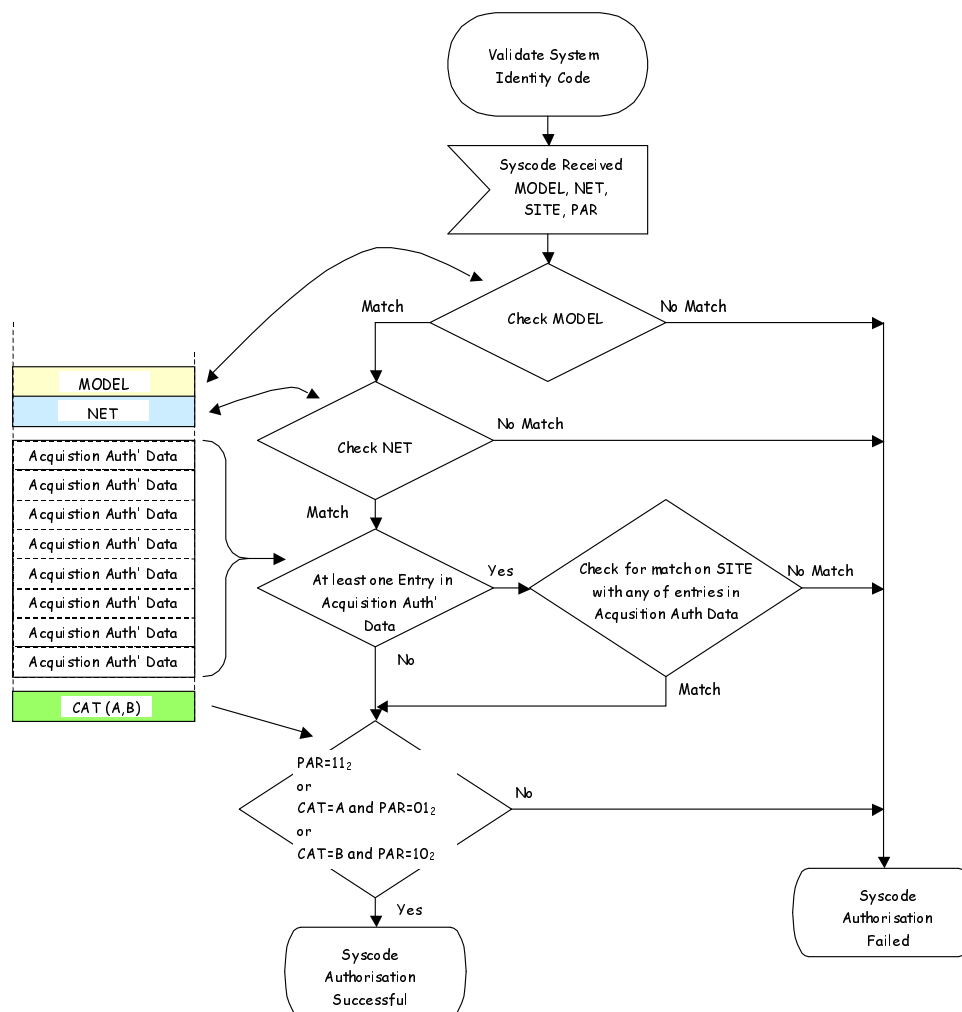 Validate System
Identity Code
Syscode Received
MODEL, NET,
SITE, PAR
Match
Check MODEL
No Match
MODEL
NET
Check NET
No Match
Match
Acquistion Auth' Data
Acquistion Auth' Data
Acquistion Auth' Data
Acquistion Auth' Data
Acquistion Auth' Data
Acquistion Auth' Data
Acquistion Auth' Data
Acquistion Auth' Data
At least one Entry in
Acquisition Auth'
Data
Yes
Check for match on SITE
with any of entries in
Acqusition Auth Data
No Match
No
Match
CAT (A,B)
PAR=11₂
or
CAT=A and PAR=01₂
or
CAT=B and PAR=10₂
No
Yes
Syscode
Authorisation
Failed
Syscode
Authorisation
Successful